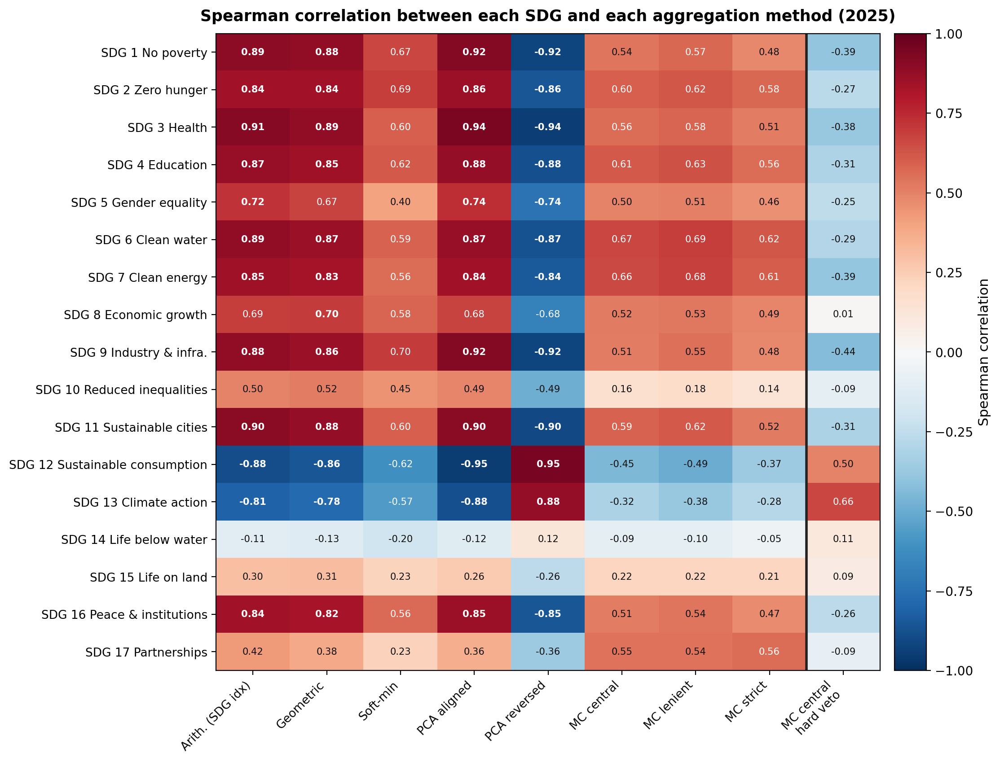 Spearman correlation between each SDG and each aggregation method (2025)
SDG 1 No poverty 0.89 0.88 0.67 0.92 -0.92 0.54 0.57 0.48 -0.39
SDG 2 Zero hunger 0.84 0.84 0.69 0.86 -0.86 0.60 0.62 0.58 -0.27
SDG 3 Health 0.91 0.89 0.60 0.94 -0.94 0.56 0.58 0.51 -0.38
SDG 4 Education 0.87 0.85 0.62 0.88 -0.88 0.61 0.63 0.56 -0.31
SDG 5 Gender equality 0.72 0.67 0.40 0.74 -0.74 0.50 0.51 0.46 -0.25
SDG 6 Clean water 0.89 0.87 0.59 0.87 -0.87 0.67 0.69 0.62 -0.29
SDG 7 Clean energy 0.85 0.83 0.56 0.84 -0.84 0.66 0.68 0.61 -0.39
SDG 8 Economic growth 0.69 0.70 0.58 0.68 -0.68 0.52 0.53 0.49 0.01
SDG 9 Industry & infra. 0.88 0.86 0.70 0.92 -0.92 0.51 0.55 0.48 -0.44
SDG 10 Reduced inequalities 0.50 0.52 0.45 0.49 -0.49 0.16 0.18 0.14 -0.09
SDG 11 Sustainable cities 0.90 0.88 0.60 0.90 -0.90 0.59 0.62 0.52 -0.31
SDG 12 Sustainable consumption -0.88 -0.86 -0.62 -0.95 0.95 -0.45 -0.49 -0.37 0.50
SDG 13 Climate action -0.81 -0.78 -0.57 -0.88 0.88 -0.32 -0.38 -0.28 0.66
SDG 14 Life below water -0.11 -0.13 -0.20 -0.12 0.12 -0.09 -0.10 -0.05 0.11
SDG 15 Life on land 0.30 0.31 0.23 0.26 -0.26 0.22 0.22 0.21 0.09
SDG 16 Peace & institutions 0.84 0.82 0.56 0.85 -0.85 0.51 0.54 0.47 -0.26
SDG 17 Partnerships 0.42 0.38 0.23 0.36 -0.36 0.55 0.54 0.56 -0.09
Arith. (SDG idx)
Geometric
Soft-min
PCA aligned
PCA reversed
MC central
MC lenient
MC strict
MC central
hard veto
1.00
0.75
0.50
0.25
0.00
−0.25
−0.50
−0.75
−1.00
Spearman correlation